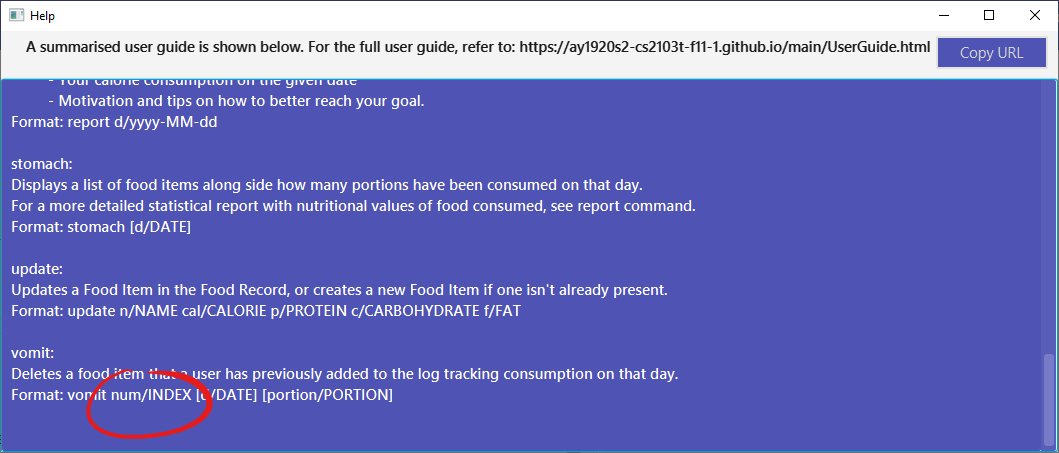 Help
A summarised user guide is shown below. For the full user guide, refer to: https://ay1920s2-cs2103t-f11-1.github.io/main/UserGuide.html
Copy URL
- Your calorie consumption on the given date
- Motivation and tips on how to better reach your goal.
Format: report d/yyyy-MM-dd
stomach:
Displays a list of food items along side how many portions have been consumed on that day.
For a more detailed statistical report with nutritional values of food consumed, see report command.
Format: stomach [d/DATE]
update:
Updates a Food Item in the Food Record, or creates a new Food Item if one isn't already present.
Format: update n/NAME cal/CALORIE p/PROTEIN c/CARBOHYDRATE f/FAT
vomit:
Deletes a food item that a user has previously added to the log tracking consumption on that day.
Format: vomit num/INDEX [d/DATE] [portion/PORTION]